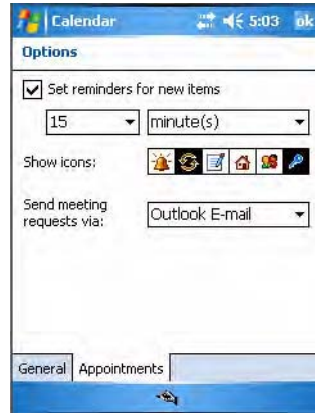 Calendar 5:03 ok
Options
Set reminders for new items
15 minute(s)
Show icons:
Send meeting
requests via: Outlook E-mail
General Appointments